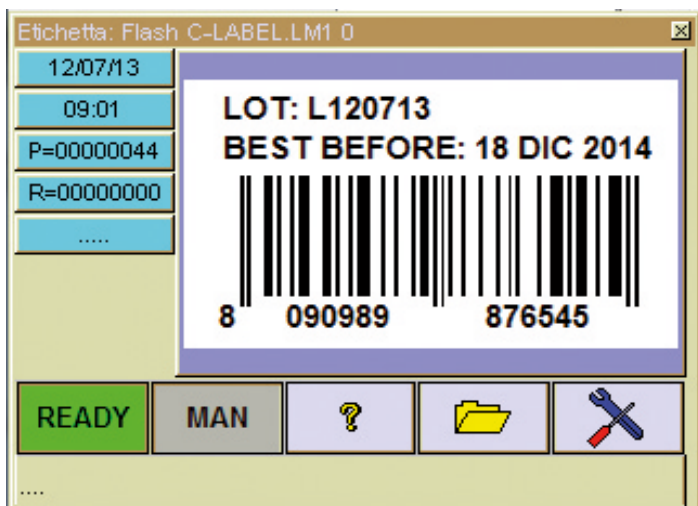 Etichetta: Flash C-LABEL.LM1 0
12/07/13
09:01
P=00000044
R=00000000
.....
LOT: L120713
BEST BEFORE: 18 DIC 2014
8 090989 876545
READY
MAN
?
....